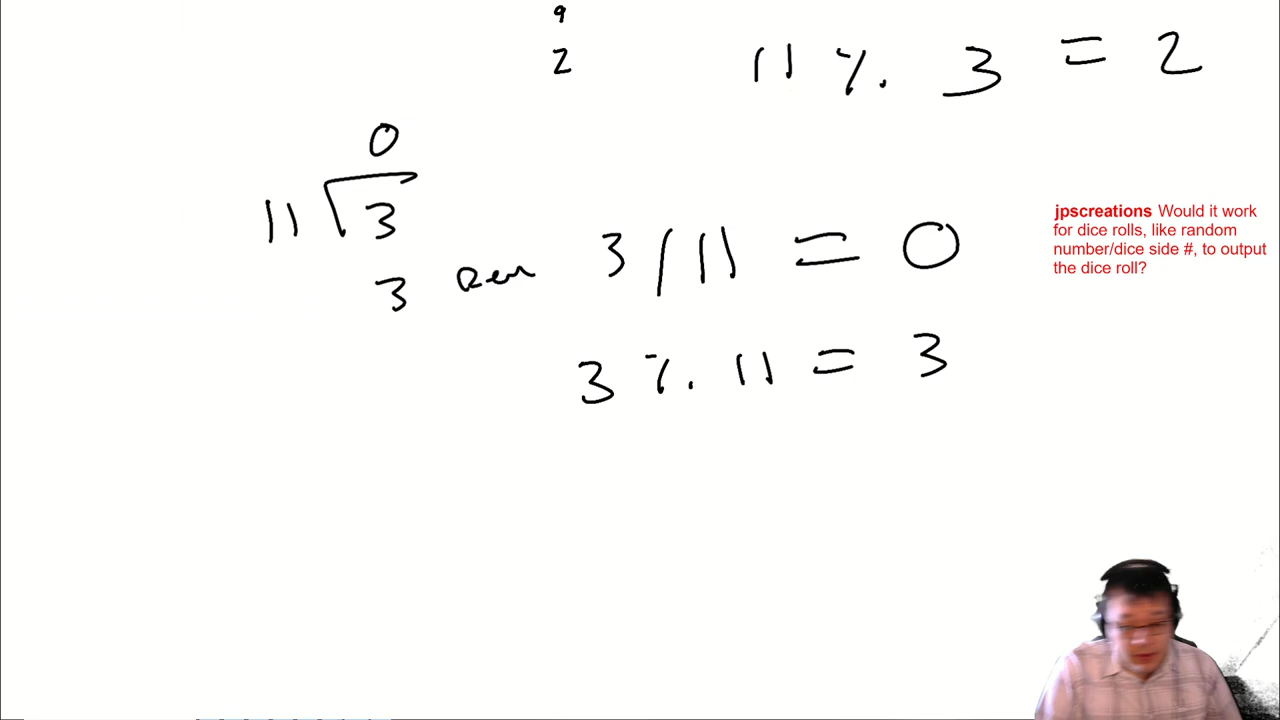 9
2
11 % 3 = 2
0
11 3
3 Rem
3 / 11 = 0
3 % 11 = 3
jpscreations Would it work
for dice rolls, like random
number/dice side #, to output
the dice roll?